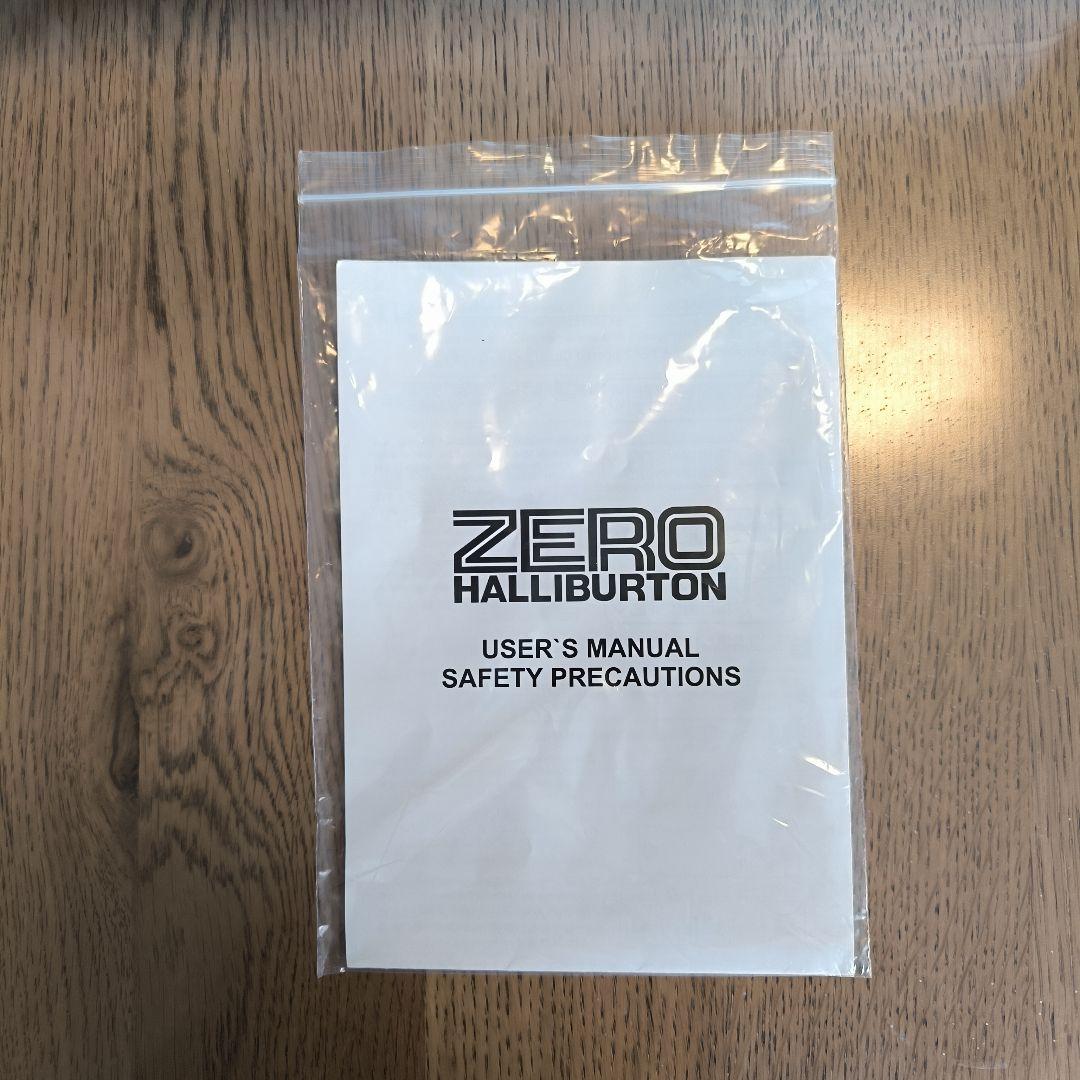 ZERO
HALLIBURTON
USER`S MANUAL
SAFETY PRECAUTIONS